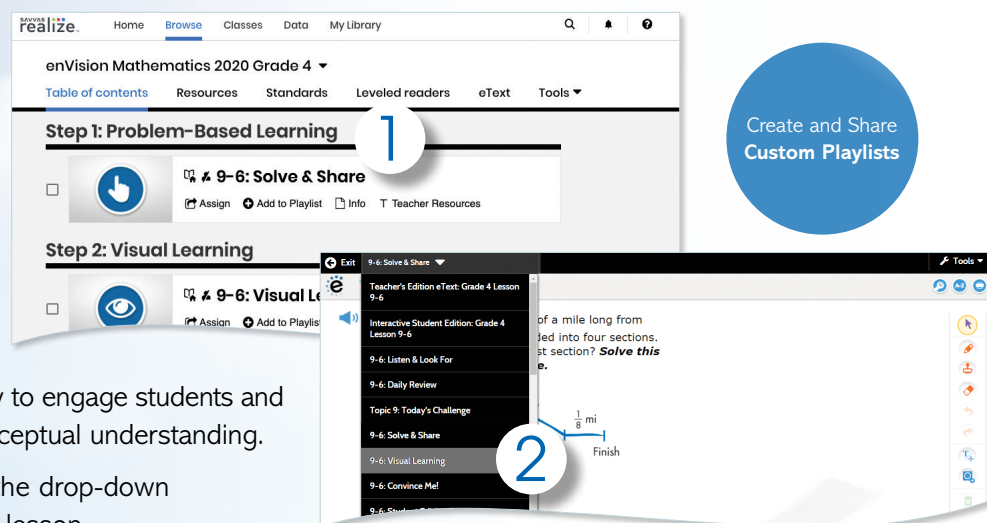 SAVVAS
realize
Home Browse Classes Data My Library
enVision Mathematics 2020 Grade 4
Table of contents Resources Standards Leveled readers eText Tools
Step 1: Problem-Based Learning
1
9-6: Solve & Share
Assign Add to Playlist Info T Teacher Resources
Step 2: Visual Learning
9-6: Visual Le
Assign Add to Playlis
Create and Share
Custom Playlists
Exit 9-6: Solve & Share Tools
Teacher's Edition eText: Grade 4 Lesson
9-6
Interactive Student Edition: Grade 4
Lesson 9-6
9-6: Listen & Look For
9-6: Daily Review
Topic 9: Today's Challenge
9-6: Solve & Share
9-6: Visual Learning
9-6: Convince Me!
2
of a mile long from
ded into four sections.
st section? Solve this
e.
1/8 mi
Finish
A-Z
y to engage students and
ceptual understanding.
the drop-down
lesson